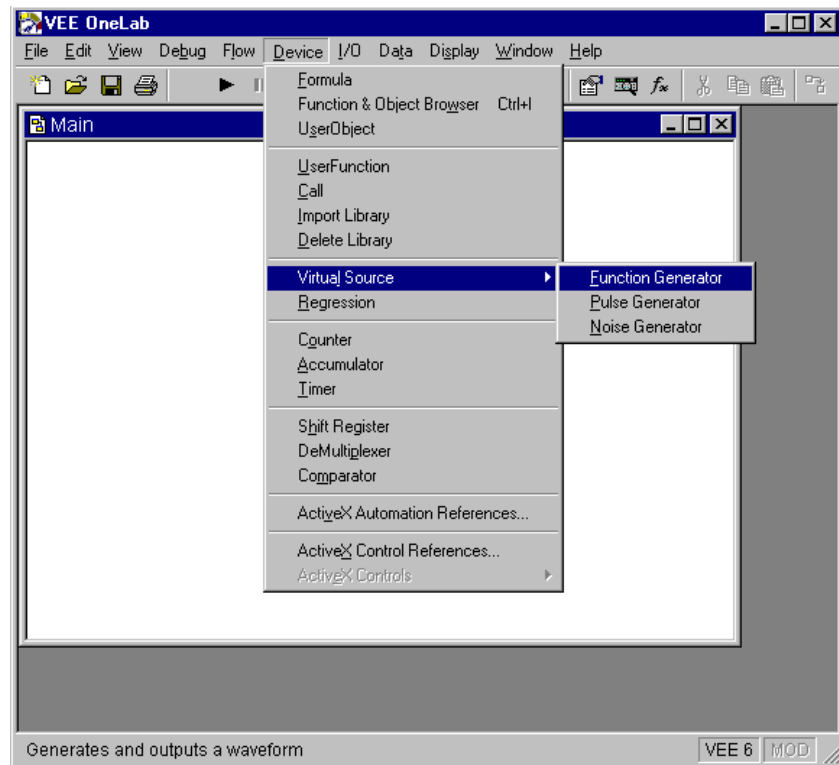 VEE OneLab
File Edit View Debug Flow Device I/O Data Display Window Help
Main
Formula
Function & Object Browser Ctrl+I
UserObject
UserFunction
Call
Import Library
Delete Library
Virtual Source
Function Generator
Pulse Generator
Noise Generator
Regression
Counter
Accumulator
Timer
Shift Register
DeMultiplexer
Comparator
ActiveX Automation References...
ActiveX Control References...
ActiveX Controls
Generates and outputs a waveform
VEE 6 MOD